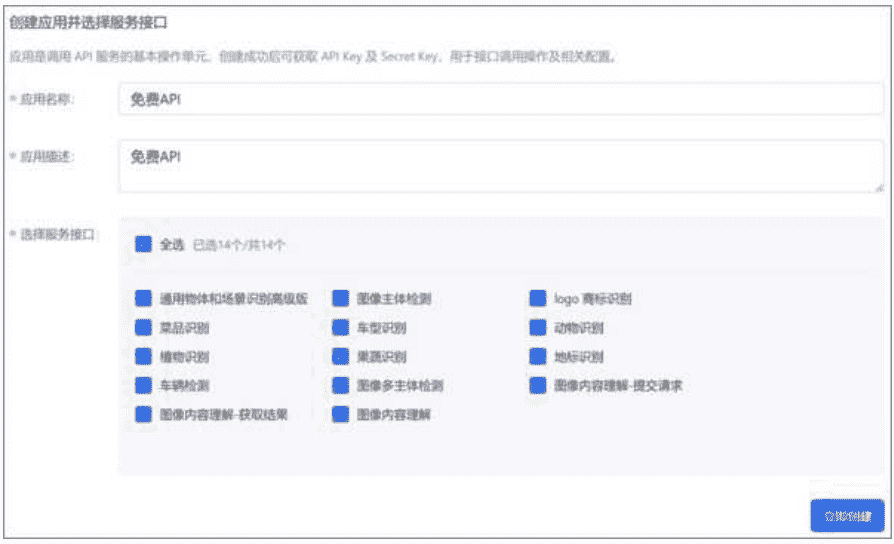 创建应用并选择服务接口
应用是调用 API 服务的基本操作单元，创建成功后可获取 API Key 及 Secret Key，用于接口调用操作及相关配置。
* 应用名称： 免费API
* 应用描述： 免费API
* 选择服务接口： 全选 已选14个/共14个
通用物体和场景识别高级版 图像主体检测 logo 商标识别
菜品识别 车型识别 动物识别
植物识别 果蔬识别 地标识别
车辆检测 图像多主体检测 图像内容理解-提交请求
图像内容理解-获取结果 图像内容理解
立即创建